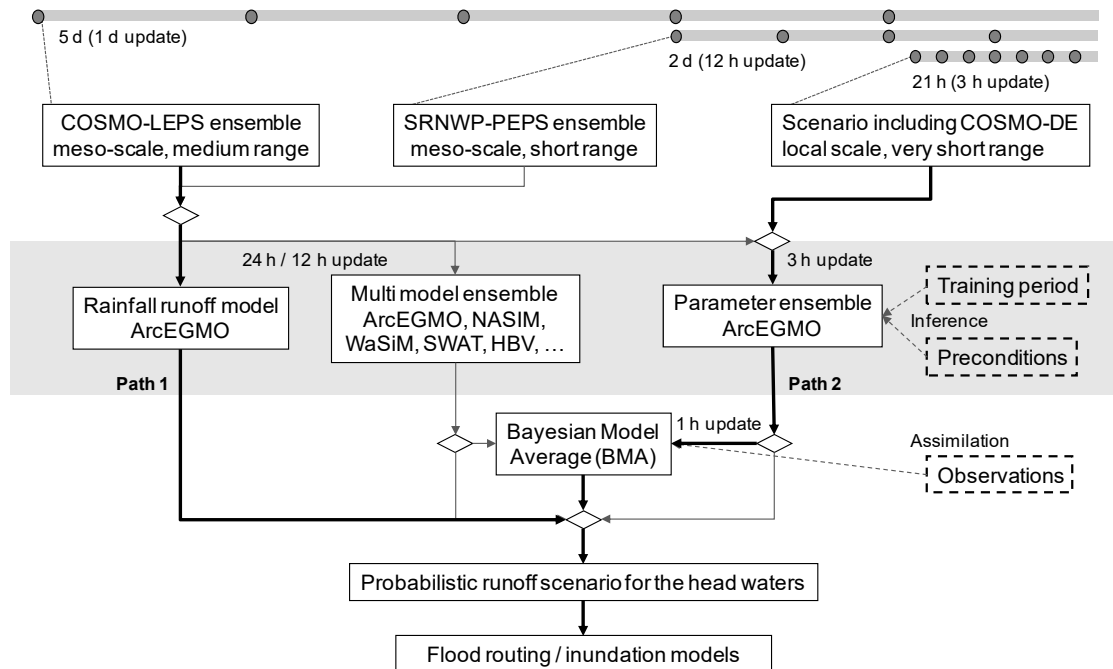 5 d (1 d update)
2 d (12 h update)
21 h (3 h update)
COSMO-LEPS ensemble
meso-scale, medium range
SRNWP-PEPS ensemble
meso-scale, short range
Scenario including COSMO-DE
local scale, very short range
24 h / 12 h update
3 h update
Rainfall runoff model
ArcEGMO
Multi model ensemble
ArcEGMO, NASIM,
WaSiM, SWAT, HBV, …
Parameter ensemble
ArcEGMO
Training period
Inference
Preconditions
Path 1
Path 2
1 h update
Bayesian Model
Average (BMA)
Assimilation
Observations
Probabilistic runoff scenario for the head waters
Flood routing / inundation models